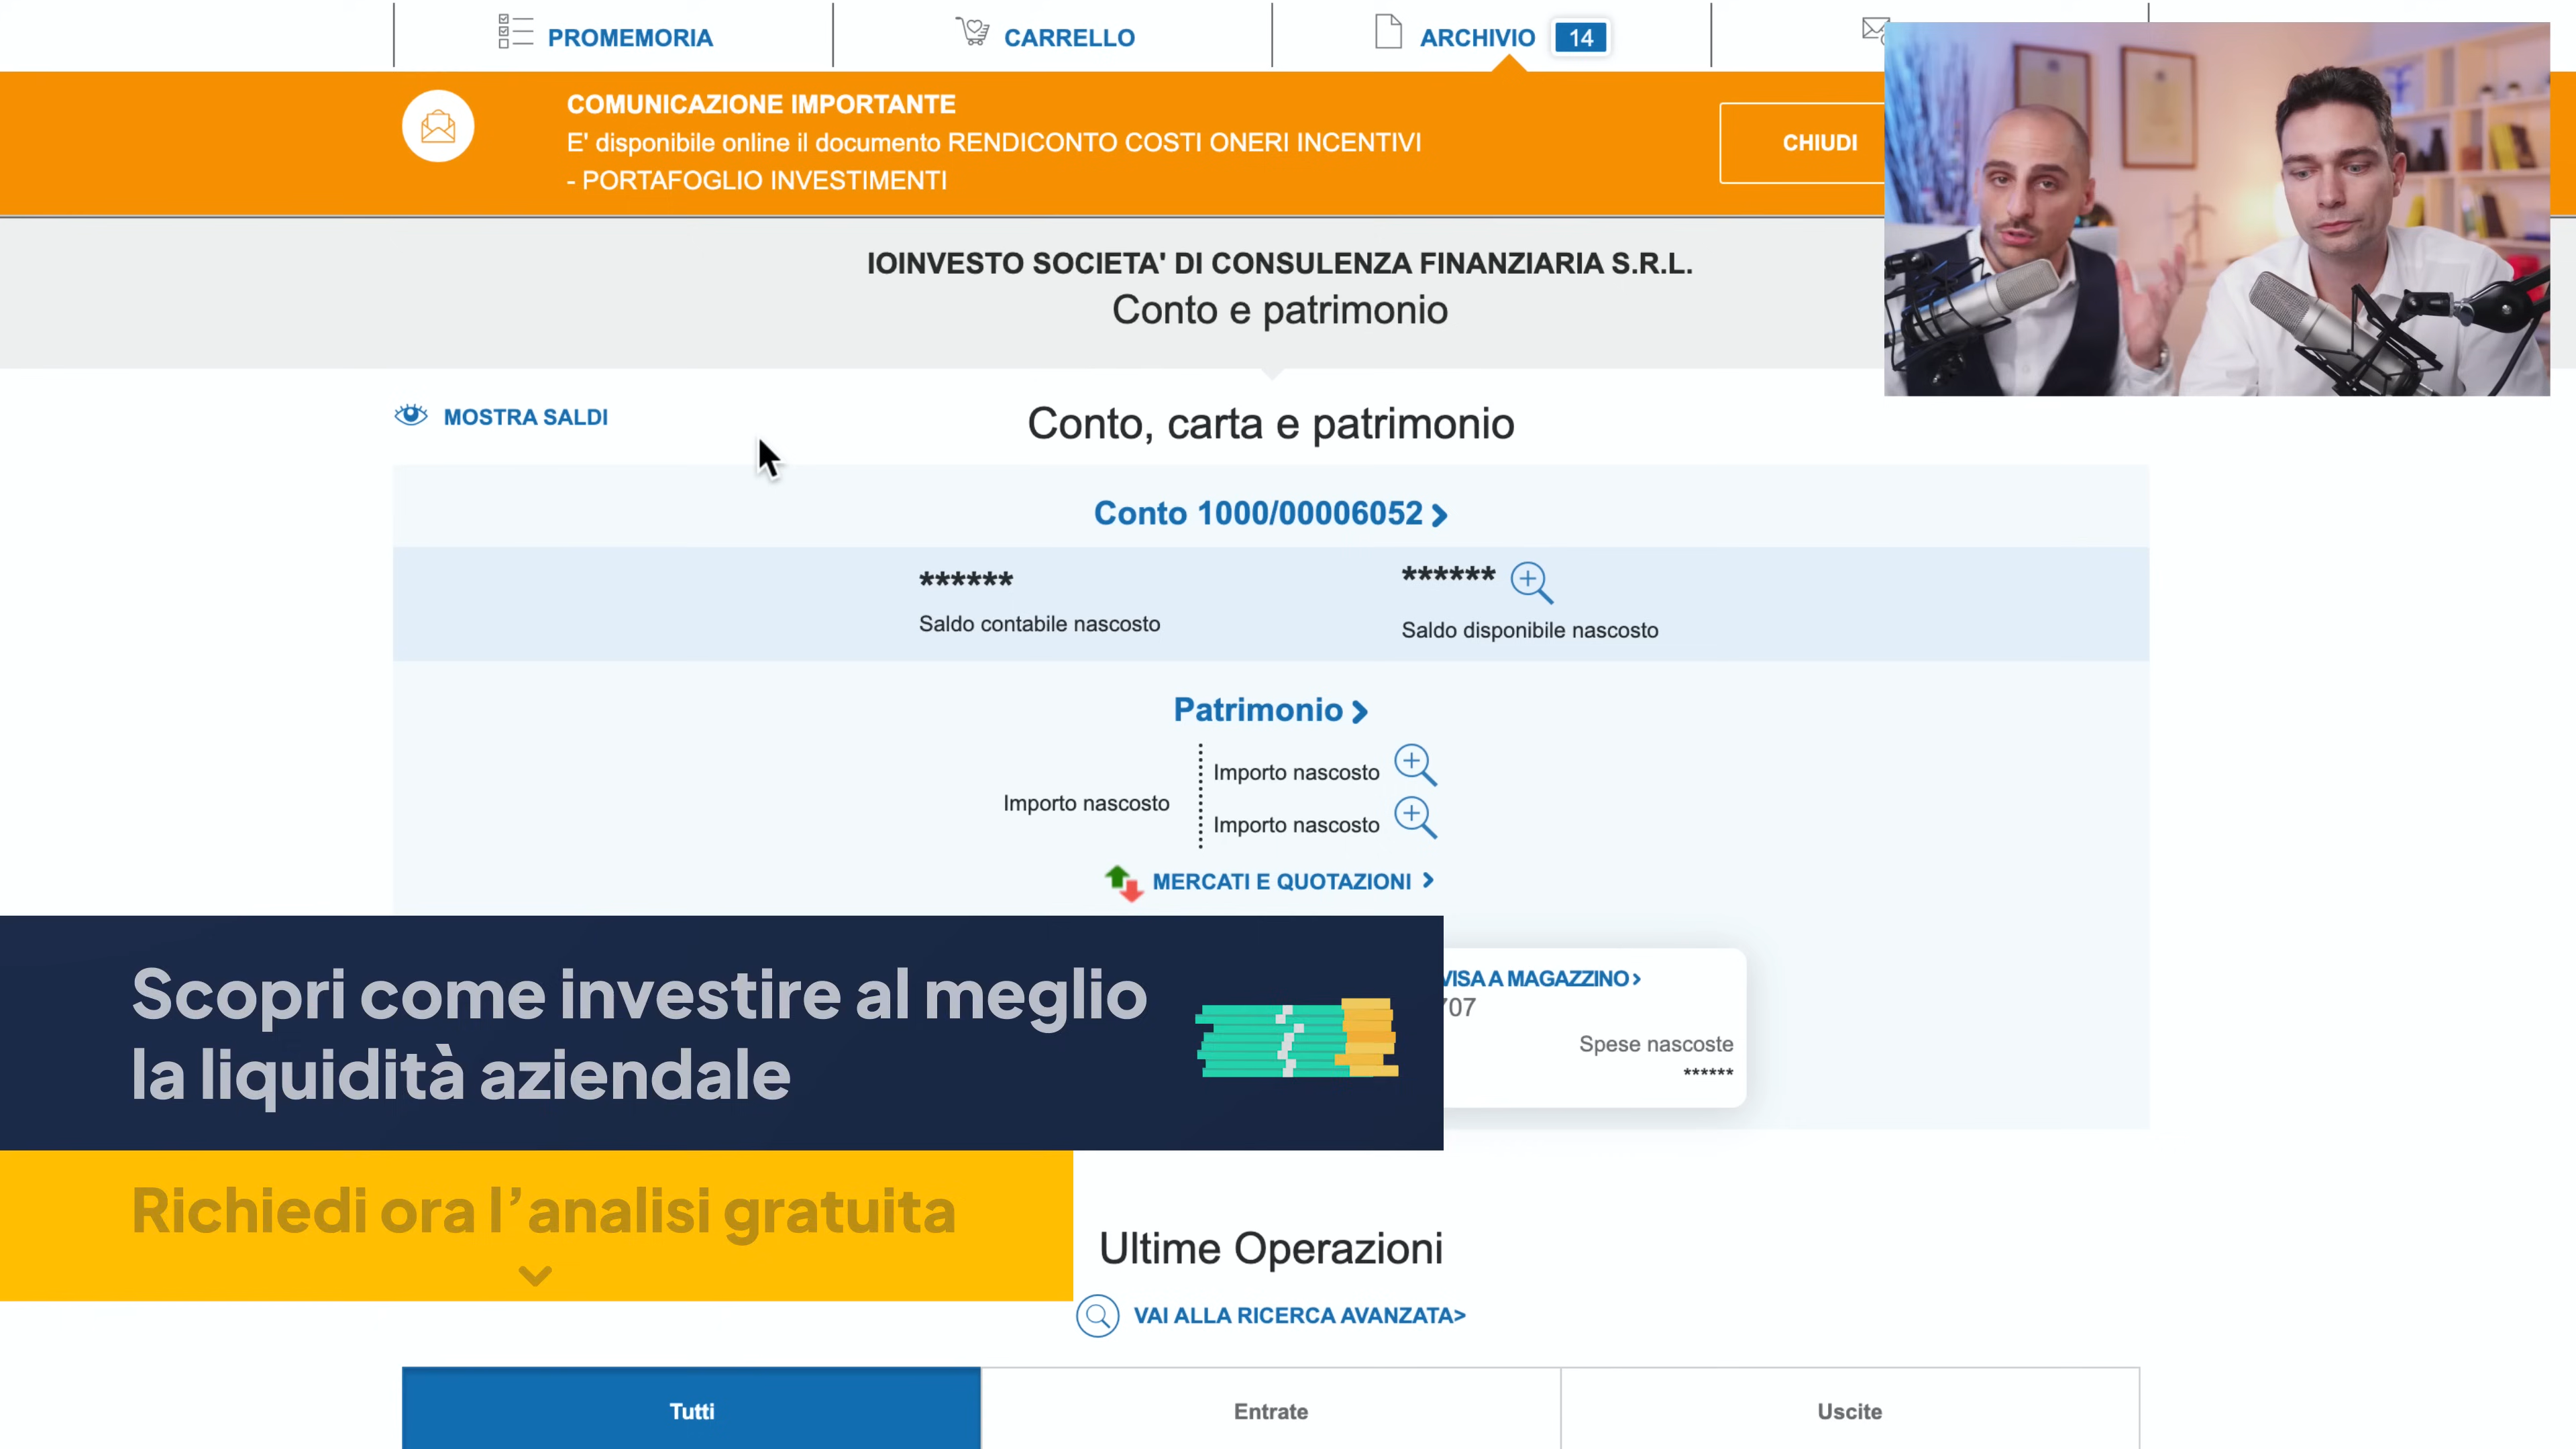 PROMEMORIA
CARRELLO
ARCHIVIO 14
COMUNICAZIONE IMPORTANTE
E' disponibile online il documento RENDICONTO COSTI ONERI INCENTIVI
- PORTAFOGLIO INVESTIMENTI
CHIUDI
IOINVESTO SOCIETA' DI CONSULENZA FINANZIARIA S.R.L.
Conto e patrimonio
MOSTRA SALDI
Conto, carta e patrimonio
Conto 1000/00006052 >
******
******
Saldo contabile nascosto
Saldo disponibile nascosto
Patrimonio >
Importo nascosto
Importo nascosto
Importo nascosto
MERCATI E QUOTAZIONI >
Scopri come investire al meglio
la liquidità aziendale
VISA A MAGAZZINO >
707
Spese nascoste
******
Richiedi ora l’analisi gratuita
Ultime Operazioni
VAI ALLA RICERCA AVANZATA>
Tutti
Entrate
Uscite